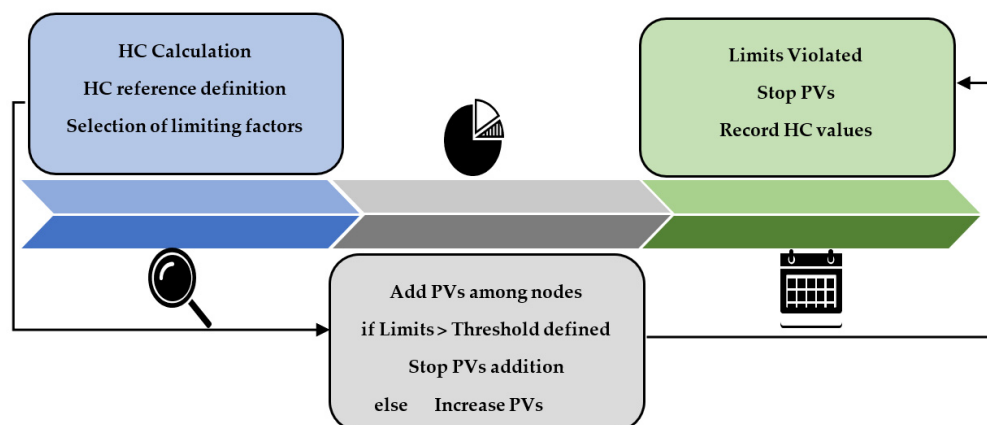 HC Calculation
HC reference definition
Selection of limiting factors
Add PVs among nodes
if Limits > Threshold defined
Stop PVs addition
else Increase PVs
Limits Violated
Stop PVs
Record HC values